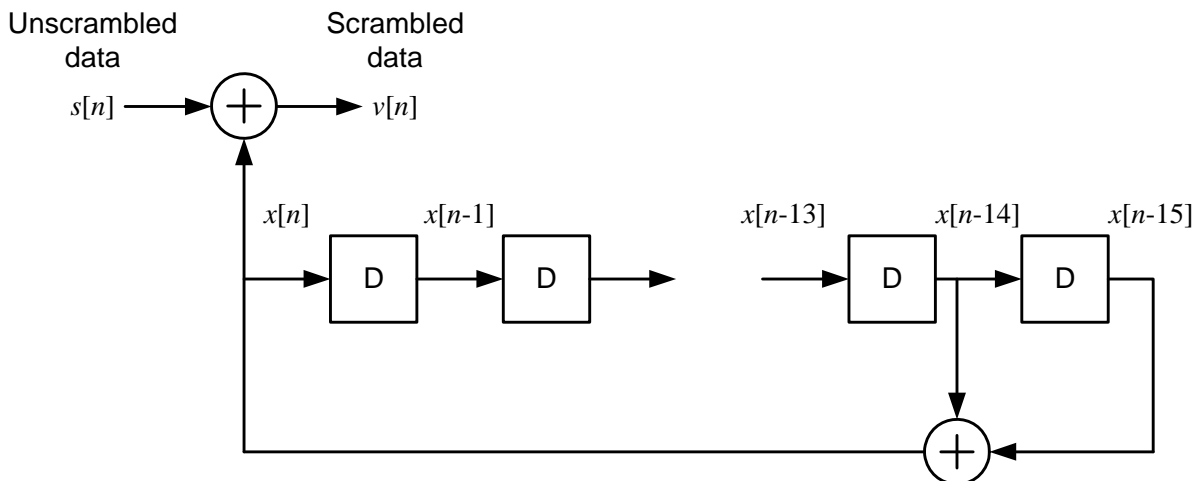 Unscrambled
data
Scrambled
data
s[n]
+
v[n]
x[n]
x[n-1]
x[n-13]
x[n-14]
x[n-15]
D
D
D
D
+